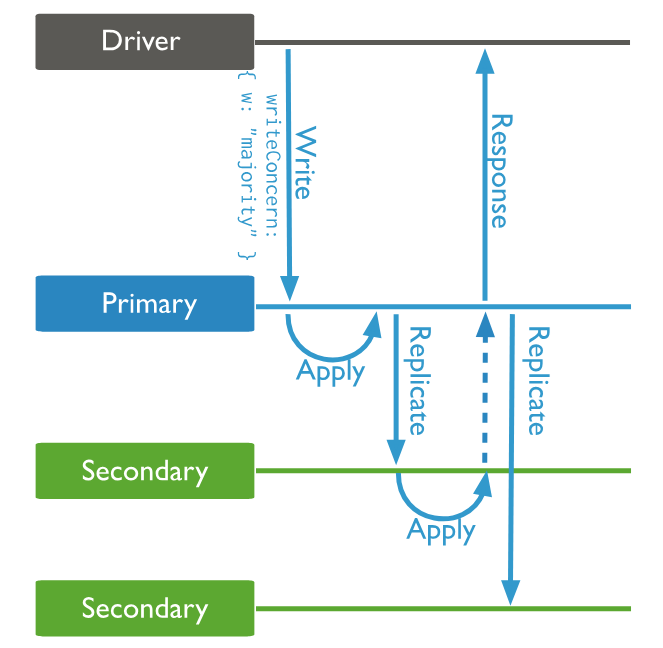 Driver
Write
writeConcern:
{ w: "majority" }
Response
Primary
Apply
Replicate
Replicate
Secondary
Apply
Secondary